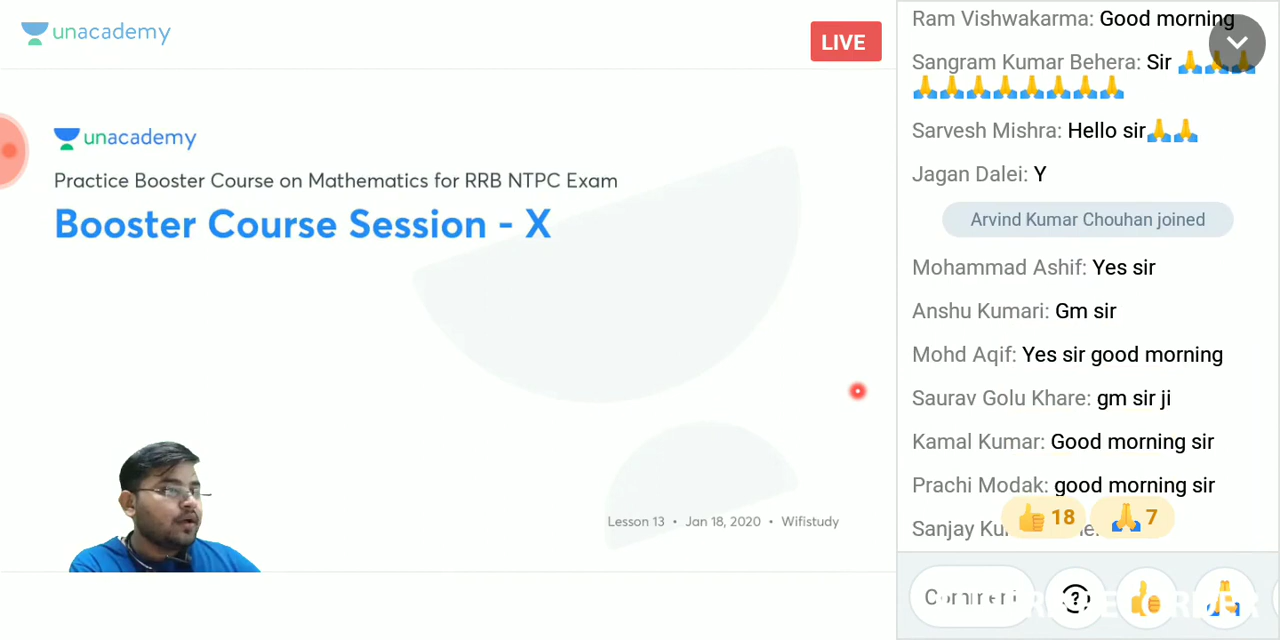 unacademy
LIVE
unacademy
Practice Booster Course on Mathematics for RRB NTPC Exam
Booster Course Session - X
Lesson 13 • Jan 18, 2020 • Wifistudy
Ram Vishwakarma: Good morning
Sangram Kumar Behera: Sir 🙏🙏🙏
🙏🙏🙏🙏🙏🙏🙏🙏
Sarvesh Mishra: Hello sir🙏🙏
Jagan Dalei: Y
Arvind Kumar Chouhan joined
Mohammad Ashif: Yes sir
Anshu Kumari: Gm sir
Mohd Aqif: Yes sir good morning
Saurav Golu Khare: gm sir ji
Kamal Kumar: Good morning sir
Prachi Modak: good morning sir
👍 18 🙏 7
Sanjay